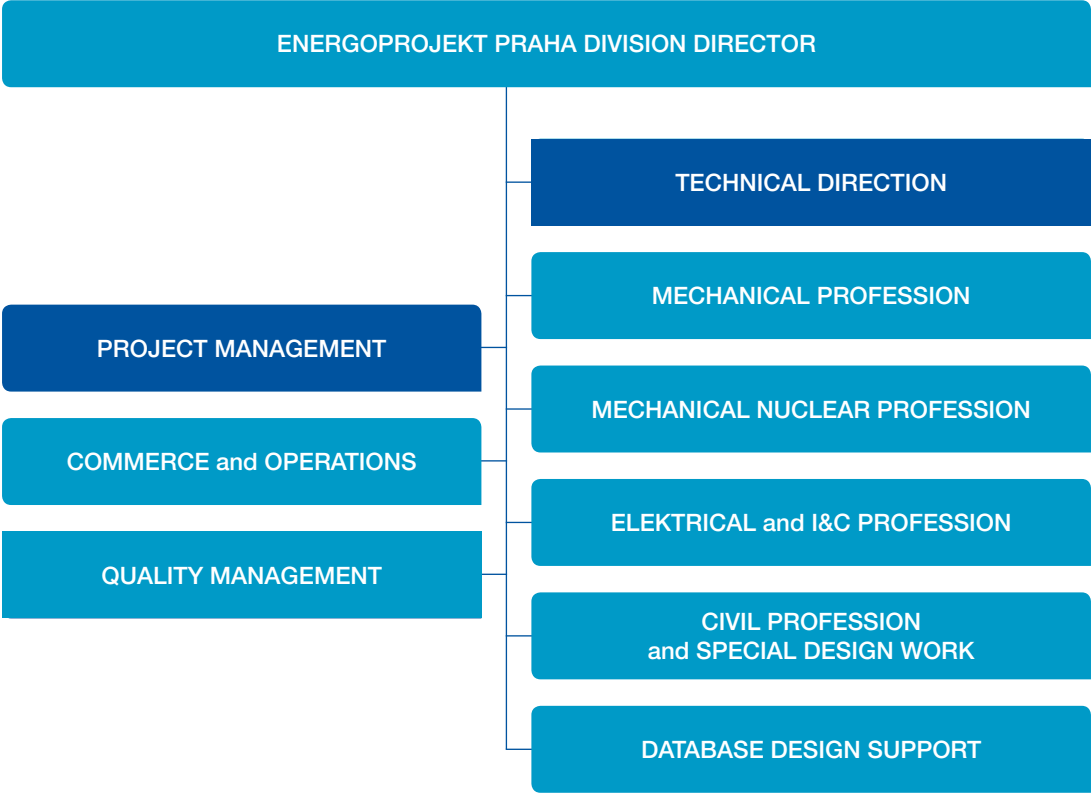 ENERGOPROJEKT PRAHA DIVISION DIRECTOR
TECHNICAL DIRECTION
MECHANICAL PROFESSION
PROJECT MANAGEMENT
MECHANICAL NUCLEAR PROFESSION
COMMERCE and OPERATIONS
ELEKTRICAL and I&C PROFESSION
QUALITY MANAGEMENT
CIVIL PROFESSION
and SPECIAL DESIGN WORK
DATABASE DESIGN SUPPORT